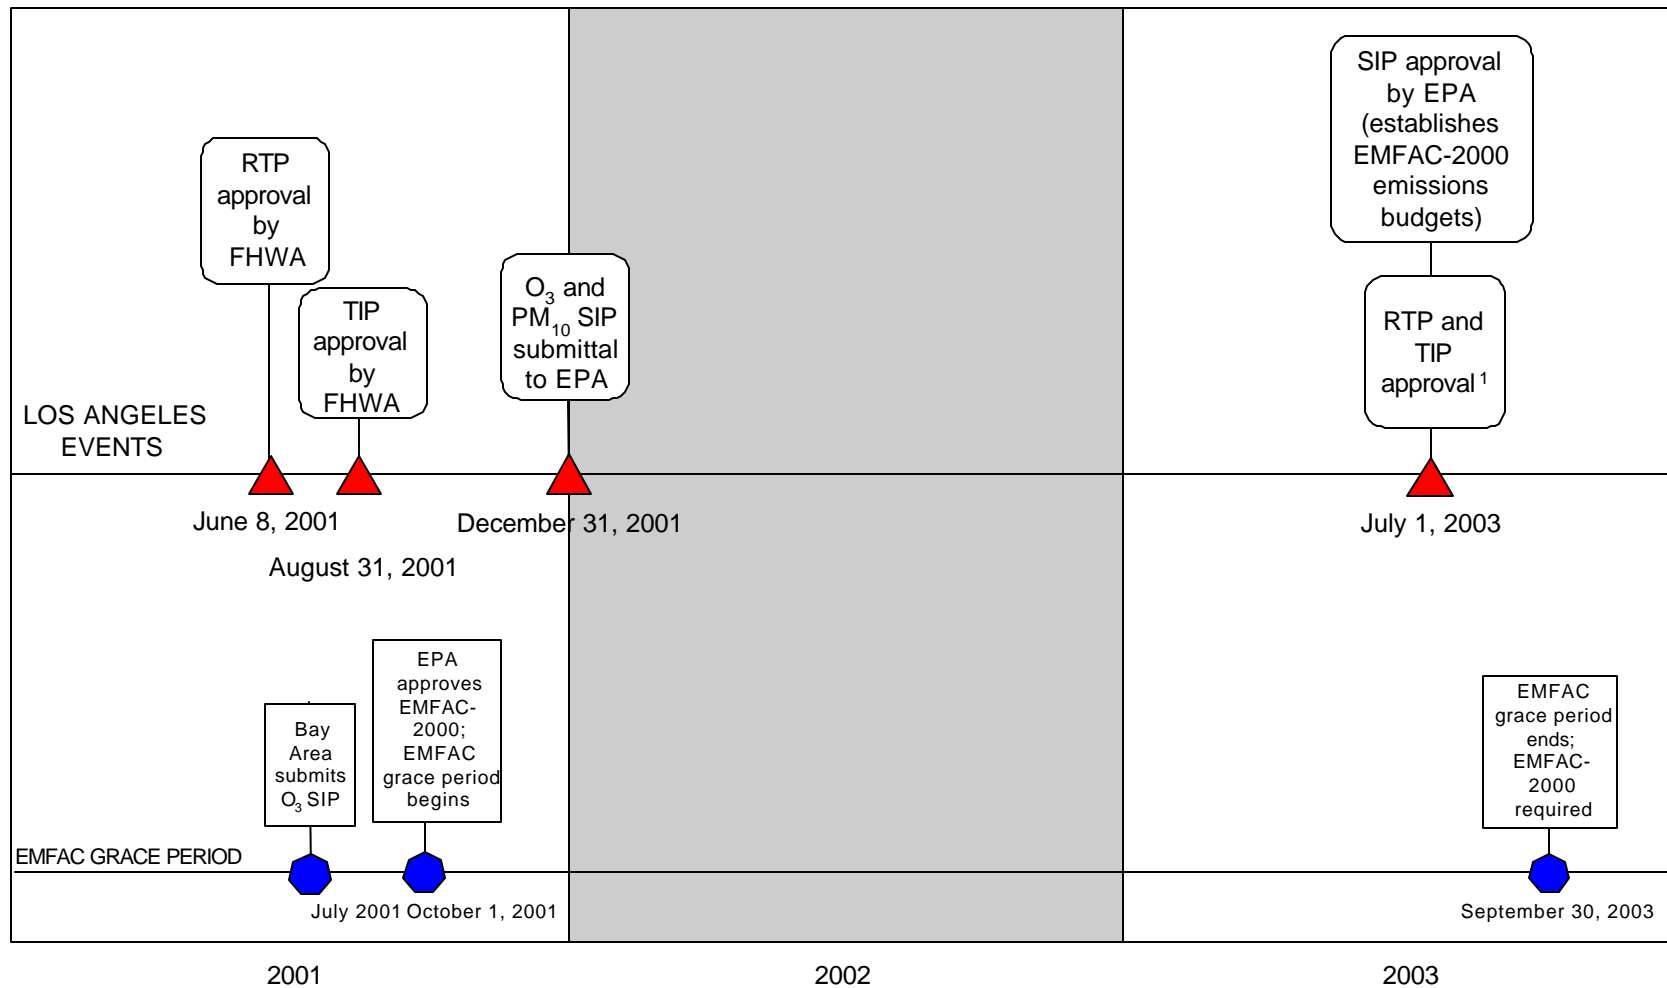 RTP
approval
by
FHWA
TIP
approval
by
FHWA
O3 and
PM10 SIP
submittal
to EPA
SIP approval
by EPA
(establishes
EMFAC-2000
emissions
budgets)
RTP and
TIP
approval 1
LOS ANGELES
EVENTS
June 8, 2001
August 31, 2001
December 31, 2001
July 1, 2003
Bay
Area
submits
O3 SIP
EPA
approves
EMFAC-
2000;
EMFAC
grace period
begins
EMFAC
grace period
ends;
EMFAC-
2000
required
EMFAC GRACE PERIOD
July 2001
October 1, 2001
September 30, 2003
2001
2002
2003